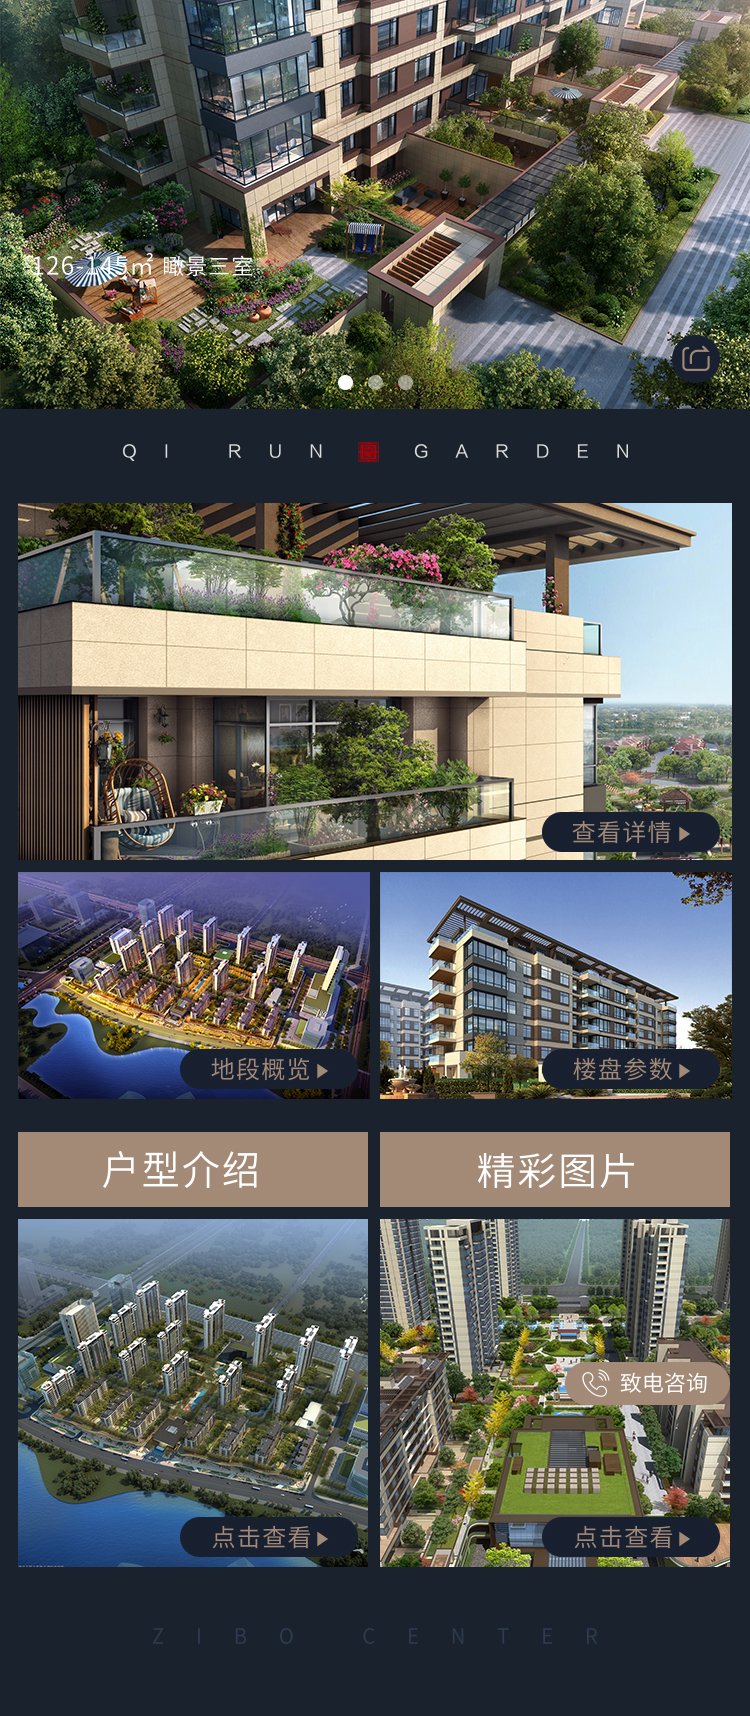 126-145㎡ 瞰景三室
QI RUN GARDEN
查看详情
地段概览
楼盘参数
户型介绍
精彩图片
致电咨询
点击查看
点击查看
ZIBO CENTER